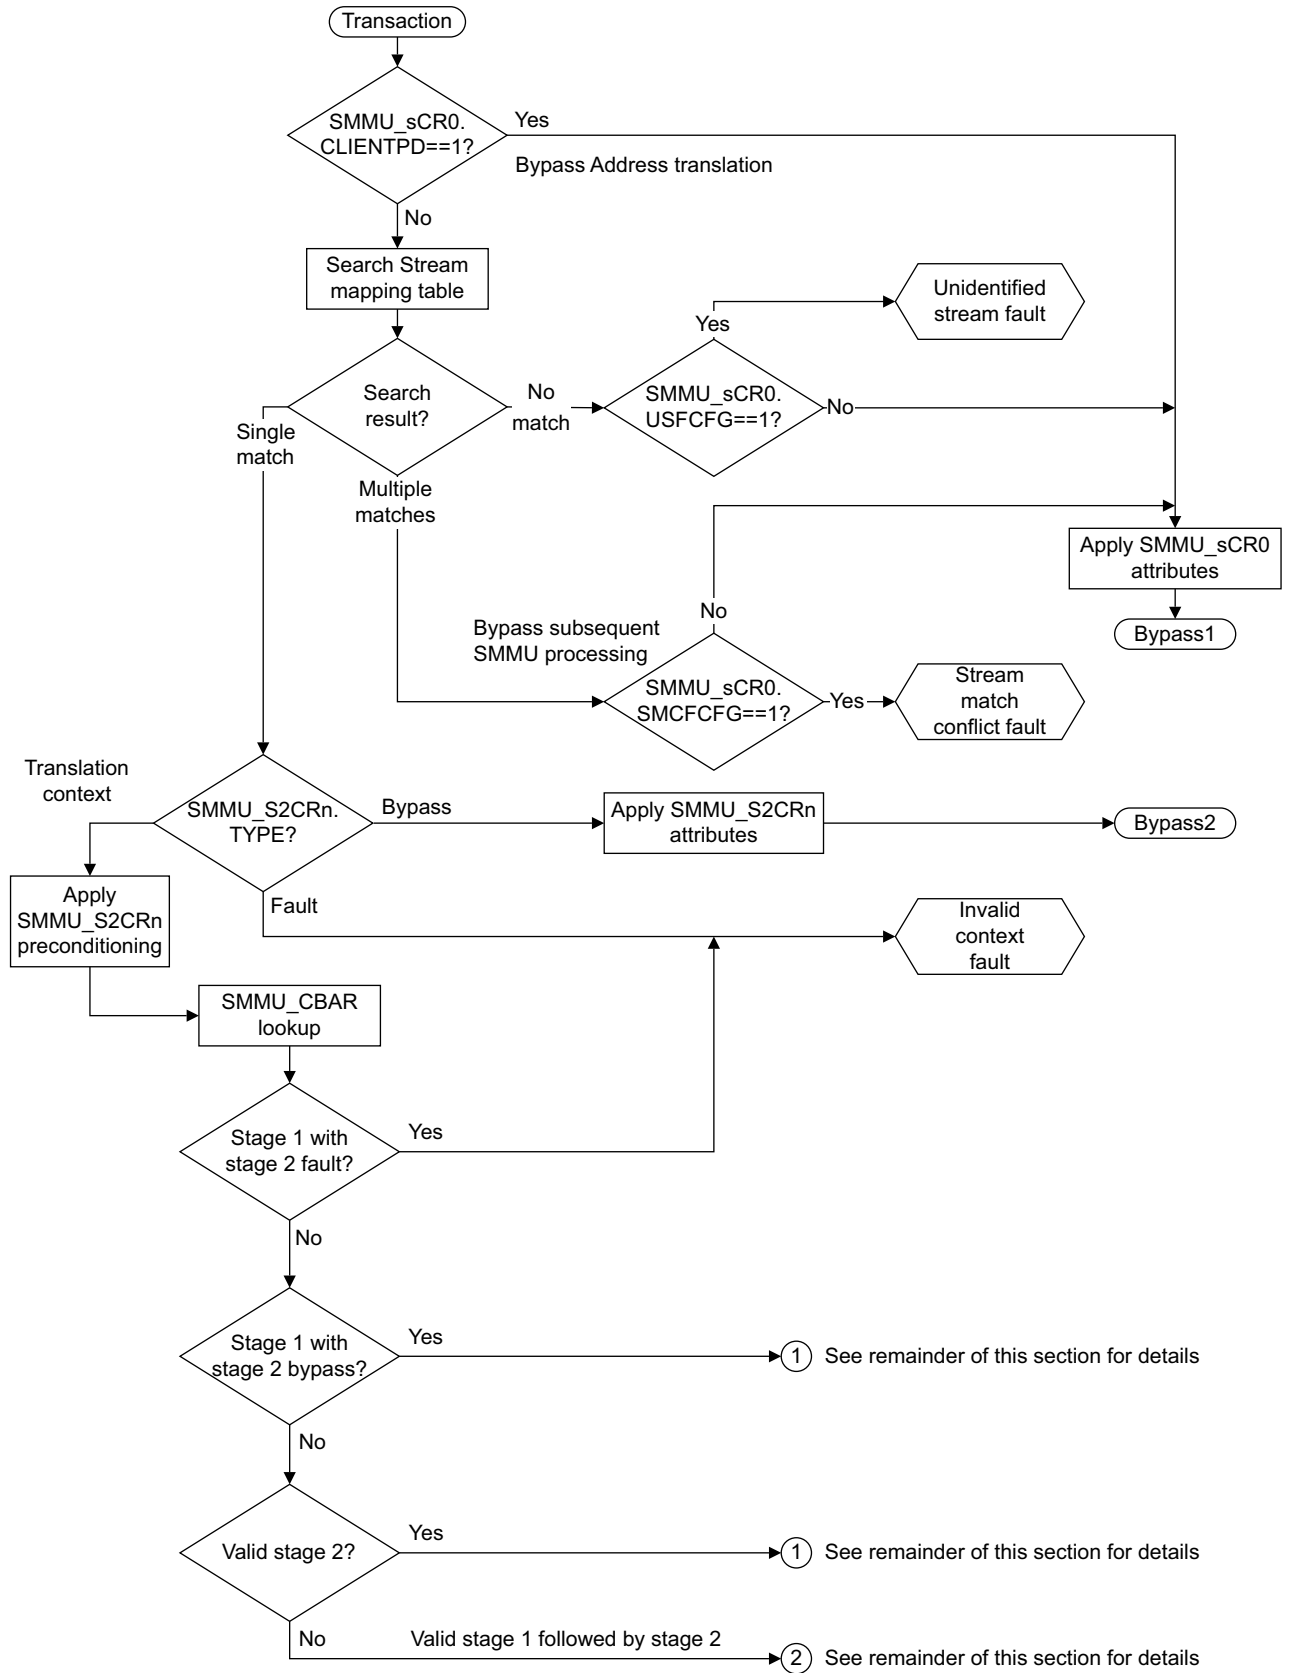 Transaction
SMMU_sCR0.
CLIENTPD==1?
Yes
Bypass Address translation
No
Search Stream
mapping table
Unidentified
stream fault
Yes
Search
result?
No
match
SMMU_sCR0.
USFCFG==1?
No
Single
match
Multiple
matches
Apply SMMU_sCR0
attributes
Bypass1
No
Bypass subsequent
SMMU processing
SMMU_sCR0.
SMCFCFG==1?
Yes
Stream
match
conflict fault
Translation
context
SMMU_S2CRn.
TYPE?
Bypass
Apply SMMU_S2CRn
attributes
Bypass2
Apply
SMMU_S2CRn
preconditioning
Fault
Invalid
context
fault
SMMU_CBAR
lookup
Stage 1 with
stage 2 fault?
Yes
No
Stage 1 with
stage 2 bypass?
Yes
1 See remainder of this section for details
No
Valid stage 2?
Yes
1 See remainder of this section for details
No
Valid stage 1 followed by stage 2
2 See remainder of this section for details